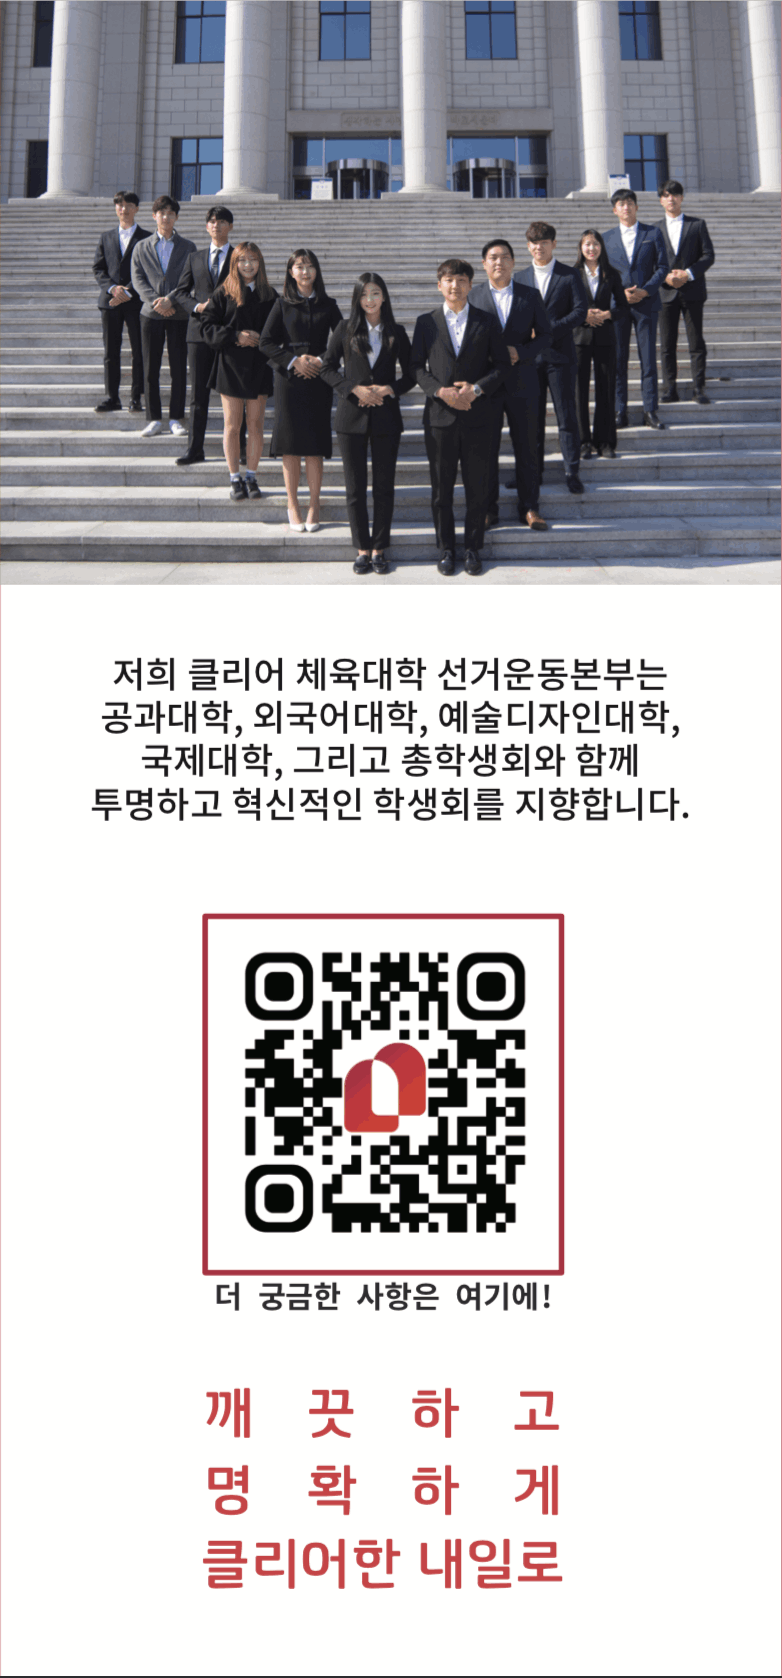 저희 클리어 체육대학 선거운동본부는
공과대학, 외국어대학, 예술디자인대학,
국제대학, 그리고 총학생회와 함께
투명하고 혁신적인 학생회를 지향합니다.
더 궁금한 사항은 여기에!
깨끗하고
명확하게
클리어한 내일로